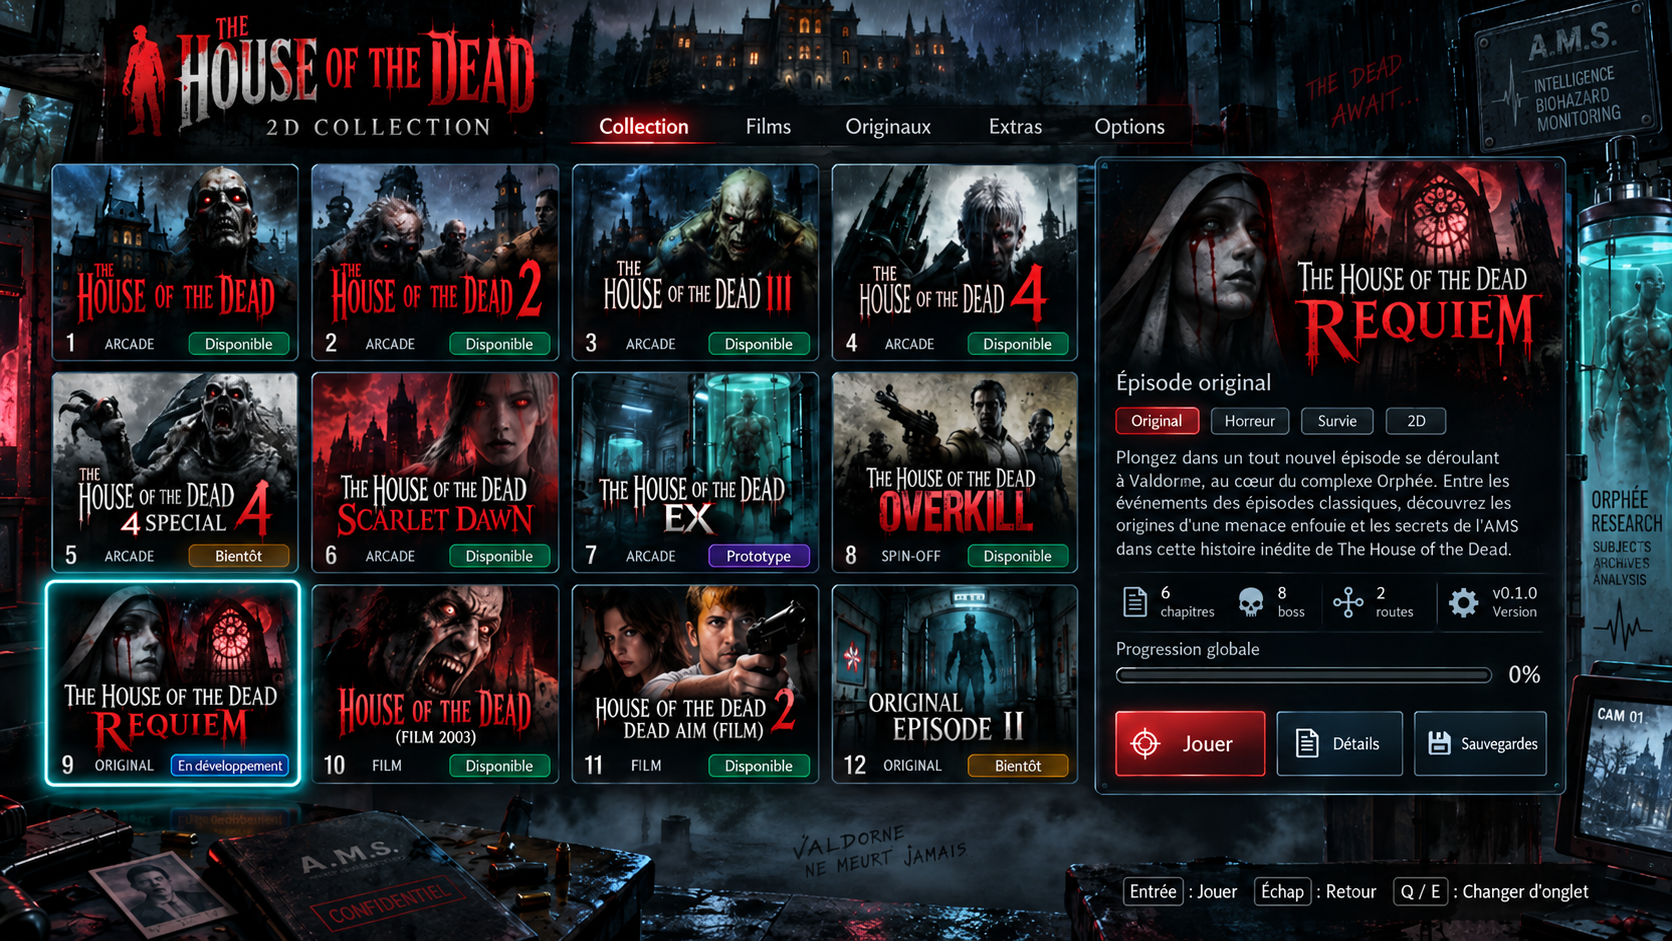 THE
HOUSE OF THE DEAD
2D COLLECTION
Collection
Films
Originaux
Extras
Options
THE DEAD
AWAIT...
A.M.S.
INTELLIGENCE
BIOHAZARD
MONITORING
THE
HOUSE OF THE DEAD
1 ARCADE Disponible
THE
HOUSE OF THE DEAD 2
2 ARCADE Disponible
THE
HOUSE OF THE DEAD III
3 ARCADE Disponible
THE
HOUSE OF THE DEAD 4
4 ARCADE Disponible
THE
HOUSE OF THE DEAD 4
4 SPECIAL
5 ARCADE Bientôt
THE HOUSE OF THE DEAD
SCARLET DAWN
6 ARCADE Disponible
THE HOUSE OF THE DEAD
EX
7 ARCADE Prototype
THE HOUSE OF THE DEAD
OVERKILL
8 SPIN-OFF Disponible
THE HOUSE OF THE DEAD
REQUIEM
9 ORIGINAL En développement
HOUSE OF THE DEAD
(FILM 2003)
10 FILM Disponible
HOUSE OF THE DEAD 2
DEAD AIM (FILM)
11 FILM Disponible
ORIGINAL
EPISODE II
12 ORIGINAL Bientôt
THE HOUSE OF THE DEAD
REQUIEM
Épisode original
Original
Horreur
Survie
2D
Plongez dans un tout nouvel épisode se déroulant
à Valdorme, au cœur du complexe Orphée. Entre les
événements des épisodes classiques, découvrez les
origines d'une menace enfouie et les secrets de l'AMS
dans cette histoire inédite de The House of the Dead.
6
chapitres
8
boss
2
routes
v0.1.0
Version
Progression globale
0%
Jouer
Détails
Sauvegardes
ORPHÉE
RESEARCH
SUBJECTS
ARCHIVES
ANALYSIS
CAM 01
A.M.S.
CONFIDENTIEL
VALDORNE
NE MEURT JAMAIS
Entrée : Jouer
Échap : Retour
Q / E : Changer d'onglet